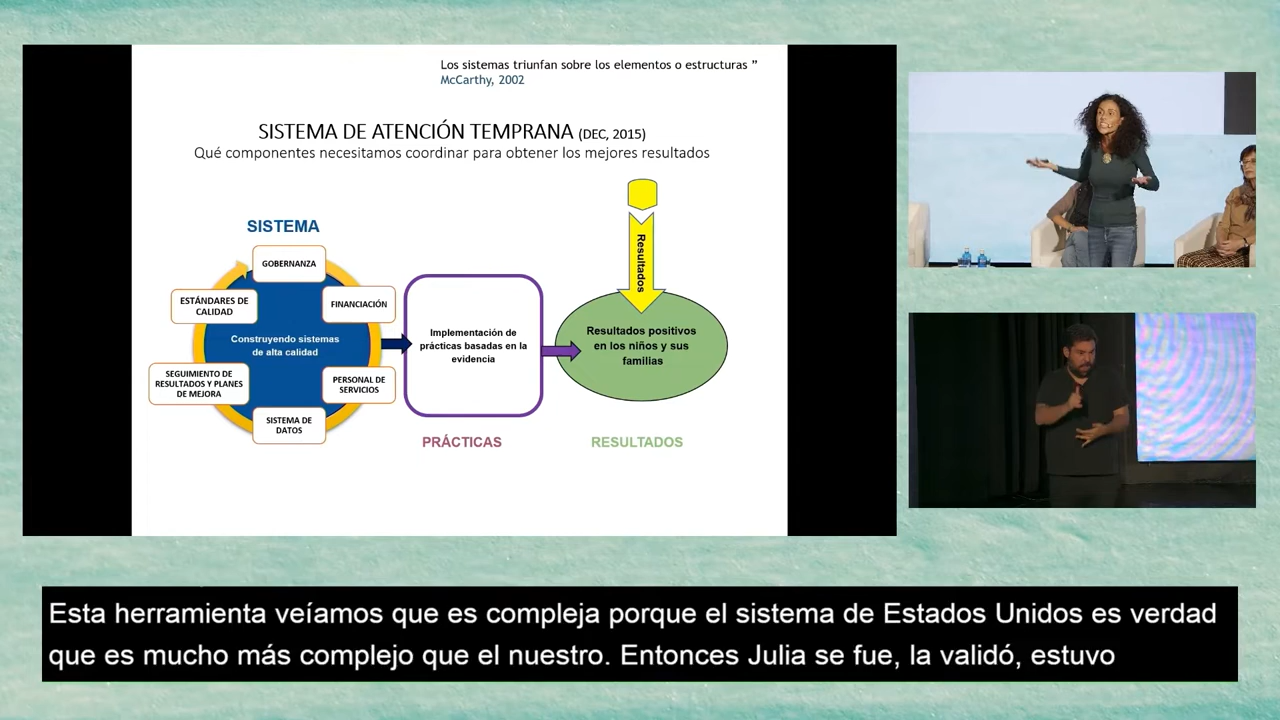 Los sistemas triunfan sobre los elementos o estructuras ”
McCarthy, 2002
SISTEMA DE ATENCIÓN TEMPRANA (DEC, 2015)
Qué componentes necesitamos coordinar para obtener los mejores resultados
SISTEMA
GOBERNANZA
ESTÁNDARES DE
CALIDAD
FINANCIACIÓN
Construyendo sistemas
de alta calidad
SEGUIMIENTO DE
RESULTADOS Y PLANES
DE MEJORA
PERSONAL DE
SERVICIOS
SISTEMA DE
DATOS
Implementación de
prácticas basadas en la
evidencia
PRÁCTICAS
Resultados
Resultados positivos
en los niños y sus
familias
RESULTADOS
Esta herramienta veíamos que es compleja porque el sistema de Estados Unidos es verdad
que es mucho más complejo que el nuestro. Entonces Julia se fue, la validó, estuvo